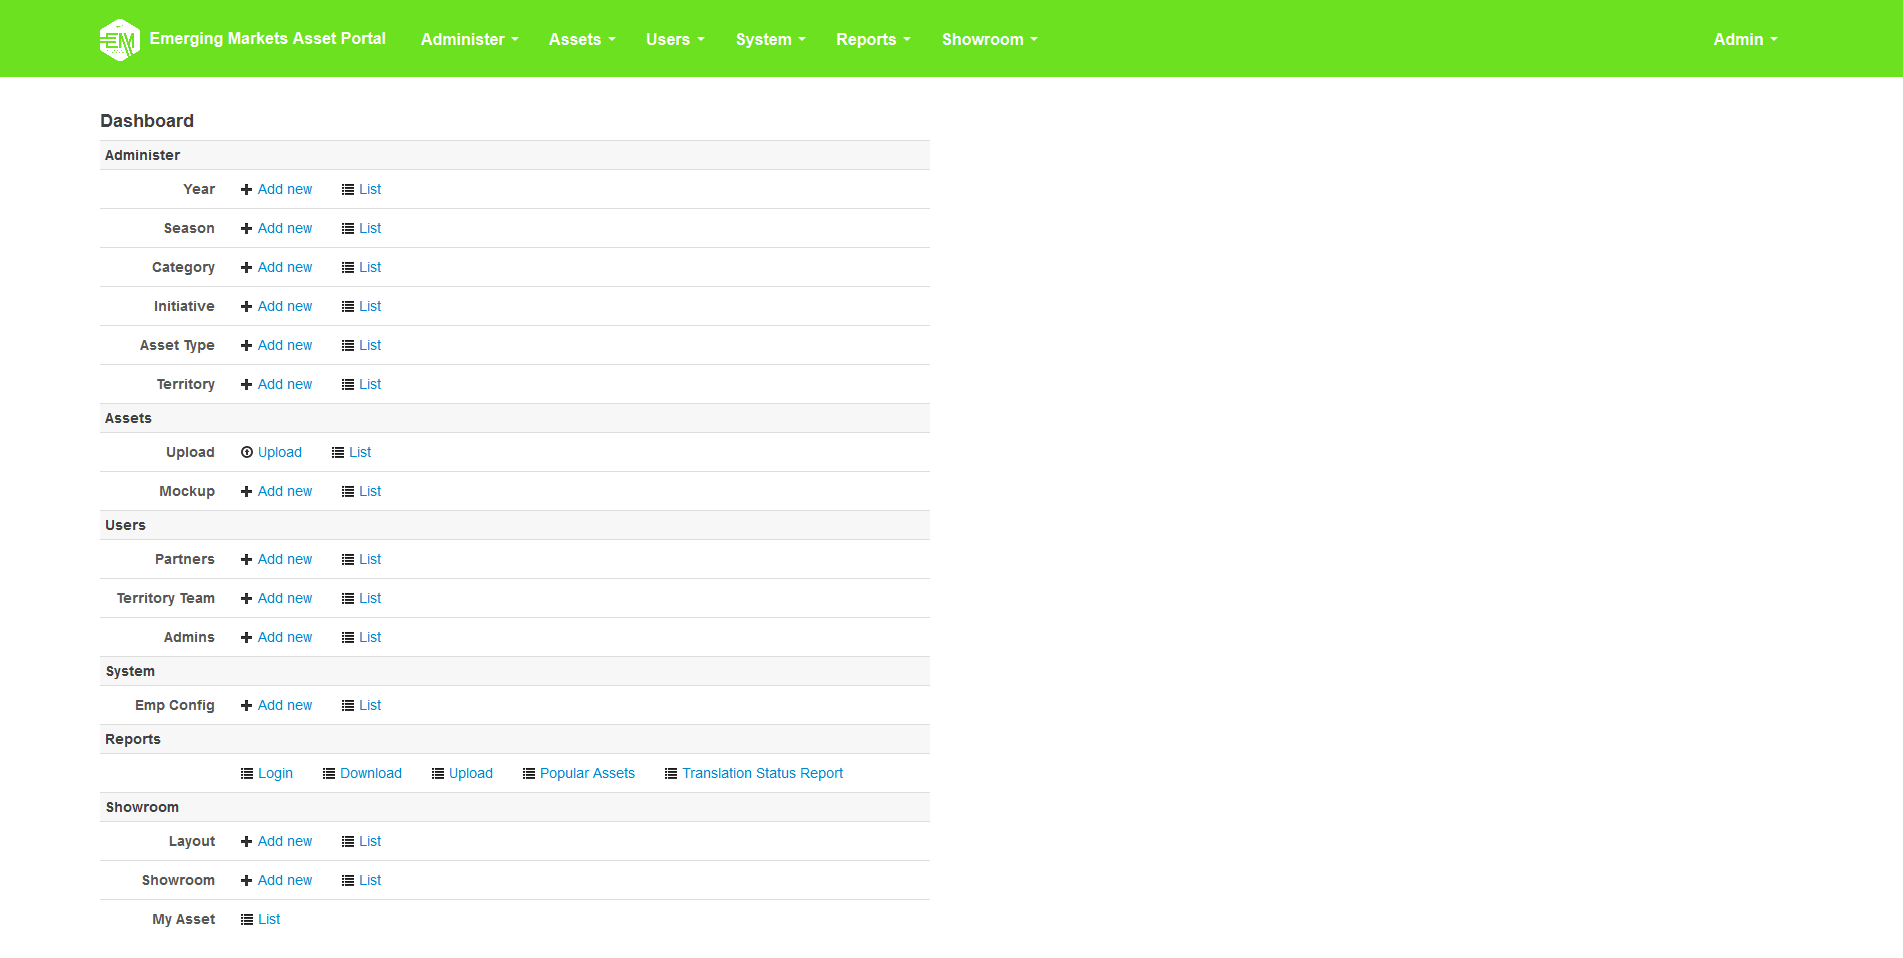 EM Emerging Markets Asset Portal Administer Assets Users System Reports Showroom Admin
Dashboard
Administer
Year Add new List
Season Add new List
Category Add new List
Initiative Add new List
Asset Type Add new List
Territory Add new List
Assets
Upload Upload List
Mockup Add new List
Users
Partners Add new List
Territory Team Add new List
Admins Add new List
System
Emp Config Add new List
Reports
Login Download Upload Popular Assets Translation Status Report
Showroom
Layout Add new List
Showroom Add new List
My Asset List